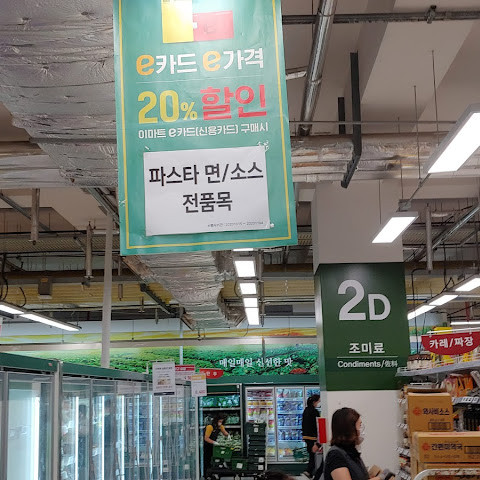 e카드 e가격
20% 할인
이마트 e카드(신용카드) 구매시
파스타 면/소스
전품목
2D
조미료
Condiments/佐料
카레/짜장
매일매일 신선한 맛